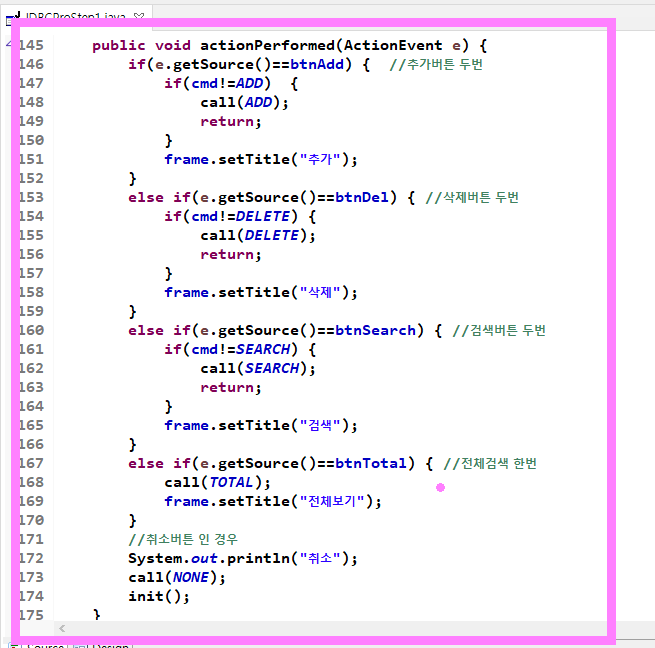 JDBCProStep1.java
145 public void actionPerformed(ActionEvent e) {
146 if(e.getSource()==btnAdd) { //추가버튼 두번
147 if(cmd!=ADD) {
148 call(ADD);
149 return;
150 }
151 frame.setTitle("추가");
152 }
153 else if(e.getSource()==btnDel) { //삭제버튼 두번
154 if(cmd!=DELETE) {
155 call(DELETE);
156 return;
157 }
158 frame.setTitle("삭제");
159 }
160 else if(e.getSource()==btnSearch) { //검색버튼 두번
161 if(cmd!=SEARCH) {
162 call(SEARCH);
163 return;
164 }
165 frame.setTitle("검색");
166 }
167 else if(e.getSource()==btnTotal) { //전체검색 한번
168 call(TOTAL);
169 frame.setTitle("전체보기");
170 }
171 //취소버튼 인 경우
172 System.out.println("취소");
173 call(NONE);
174 init();
175 }
Source Design